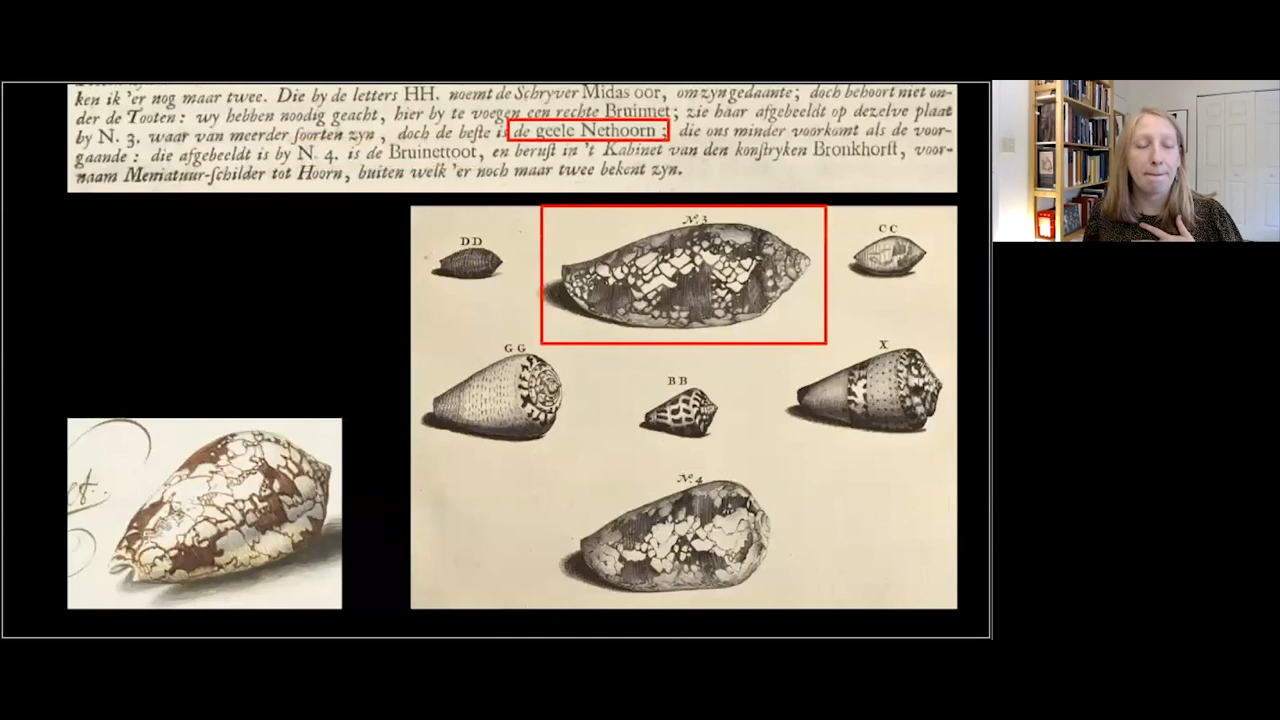 ken ik 'er nog maar twee. Die by de letters HH. noemt de Schryver Midas oor, om zyn gedaante; doch behoort niet on-
der de Tooten: wy hebben noodig geacht, hier by te voegen een rechte Bruinnet; zie haar afgebeeldt op dezelve plaat
by N. 3. waar van meerder soorten zyn, doch de beste is de geele Nethoorn; die ons minder voorkomt als de voor-
gaande: die afgebeeldt is by N. 4. is de Bruinettoot, en berust in 't Kabinet van den konstryken Bronkhorst, voor-
naam Meniatuur-schilder tot Hoorn, buiten welk 'er noch maar twee bekent zyn.
No. 3
DD
CC
GG
BB
X
No. 4
et.